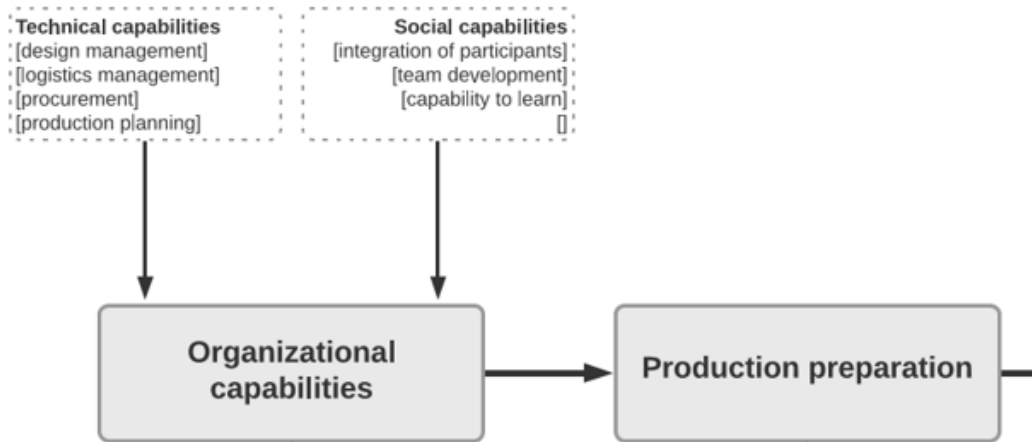 Technical capabilities
[design management]
[logistics management]
[procurement]
[production planning]
Social capabilities
[integration of participants]
[team development]
[capability to learn]
[]
Organizational
capabilities
Production preparation